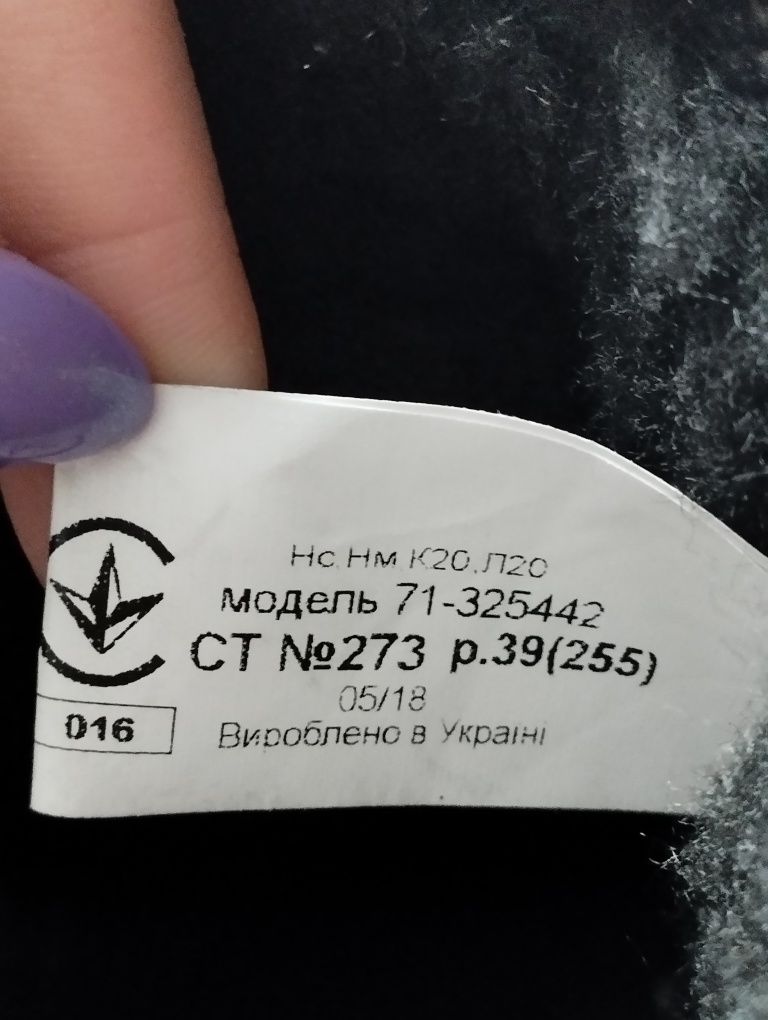 Нс.Нм К20.Л20
модель 71-325442
СТ №273 р.39(255)
05/18
016
Вироблено в Україні